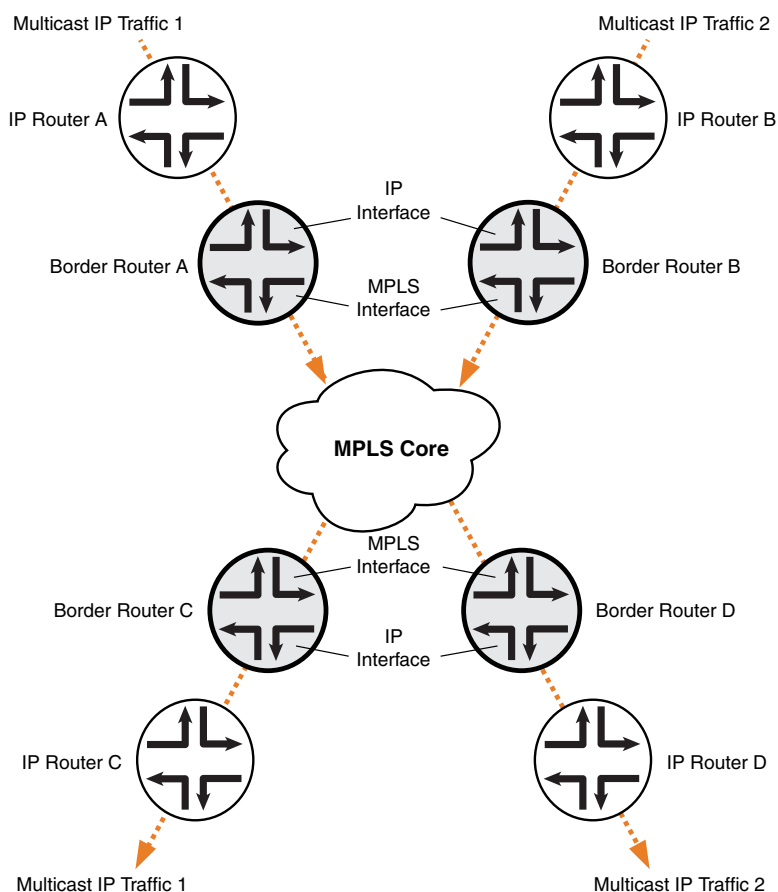 Multicast IP Traffic 1
Multicast IP Traffic 2
IP Router A
IP Router B
IP
Interface
Border Router A
Border Router B
MPLS
Interface
MPLS Core
MPLS
Interface
Border Router C
Border Router D
IP
Interface
IP Router C
IP Router D
Multicast IP Traffic 1
Multicast IP Traffic 2